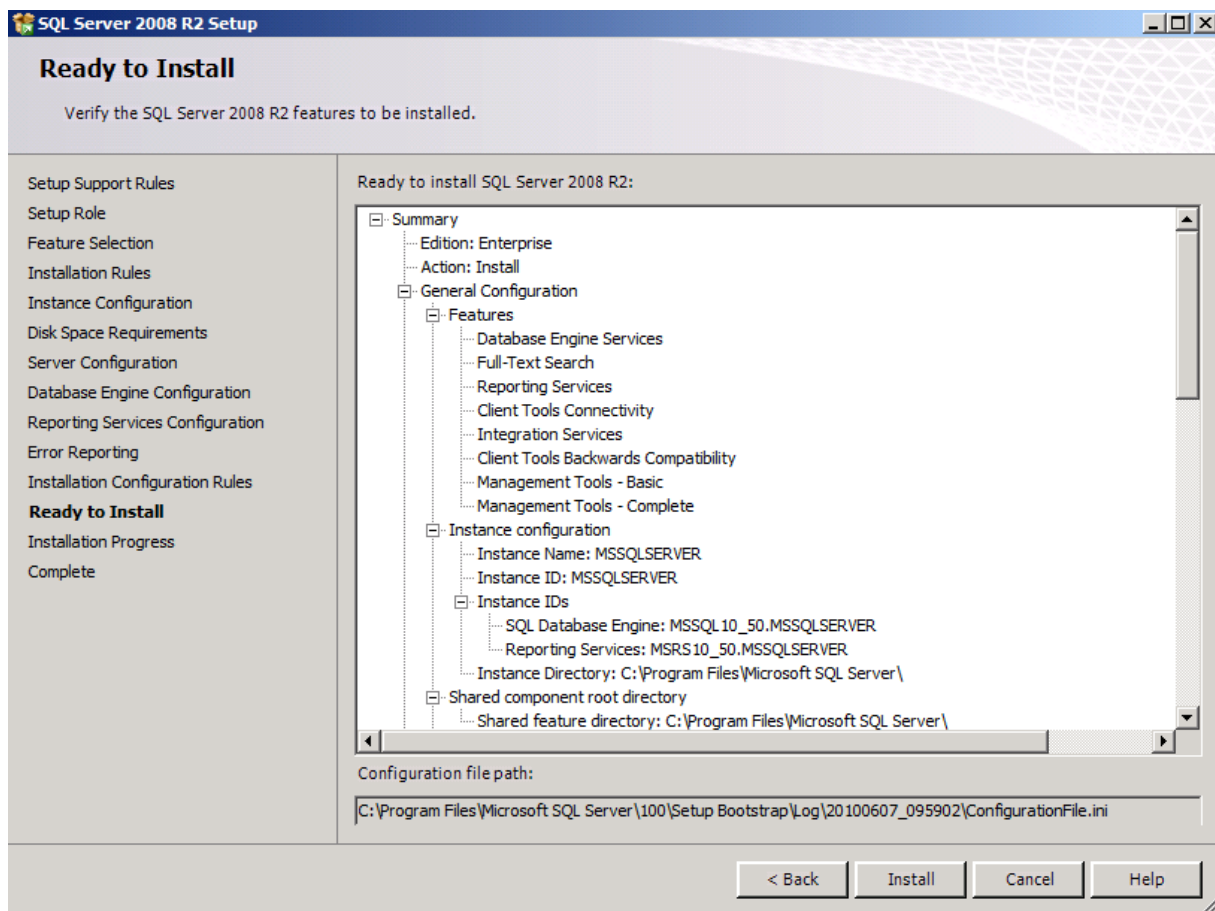 SQL Server 2008 R2 Setup
Ready to Install
Verify the SQL Server 2008 R2 features to be installed.
Setup Support Rules
Setup Role
Feature Selection
Installation Rules
Instance Configuration
Disk Space Requirements
Server Configuration
Database Engine Configuration
Reporting Services Configuration
Error Reporting
Installation Configuration Rules
Ready to Install
Installation Progress
Complete
Ready to install SQL Server 2008 R2:
Summary
Edition: Enterprise
Action: Install
General Configuration
Features
Database Engine Services
Full-Text Search
Reporting Services
Client Tools Connectivity
Integration Services
Client Tools Backwards Compatibility
Management Tools - Basic
Management Tools - Complete
Instance configuration
Instance Name: MSSQLSERVER
Instance ID: MSSQLSERVER
Instance IDs
SQL Database Engine: MSSQL10_50.MSSQLSERVER
Reporting Services: MSRS10_50.MSSQLSERVER
Instance Directory: C:\Program Files\Microsoft SQL Server\
Shared component root directory
Shared feature directory: C:\Program Files\Microsoft SQL Server\
Configuration file path:
C:\Program Files\Microsoft SQL Server\100\Setup Bootstrap\Log\20100607_095902\ConfigurationFile.ini
< Back
Install
Cancel
Help